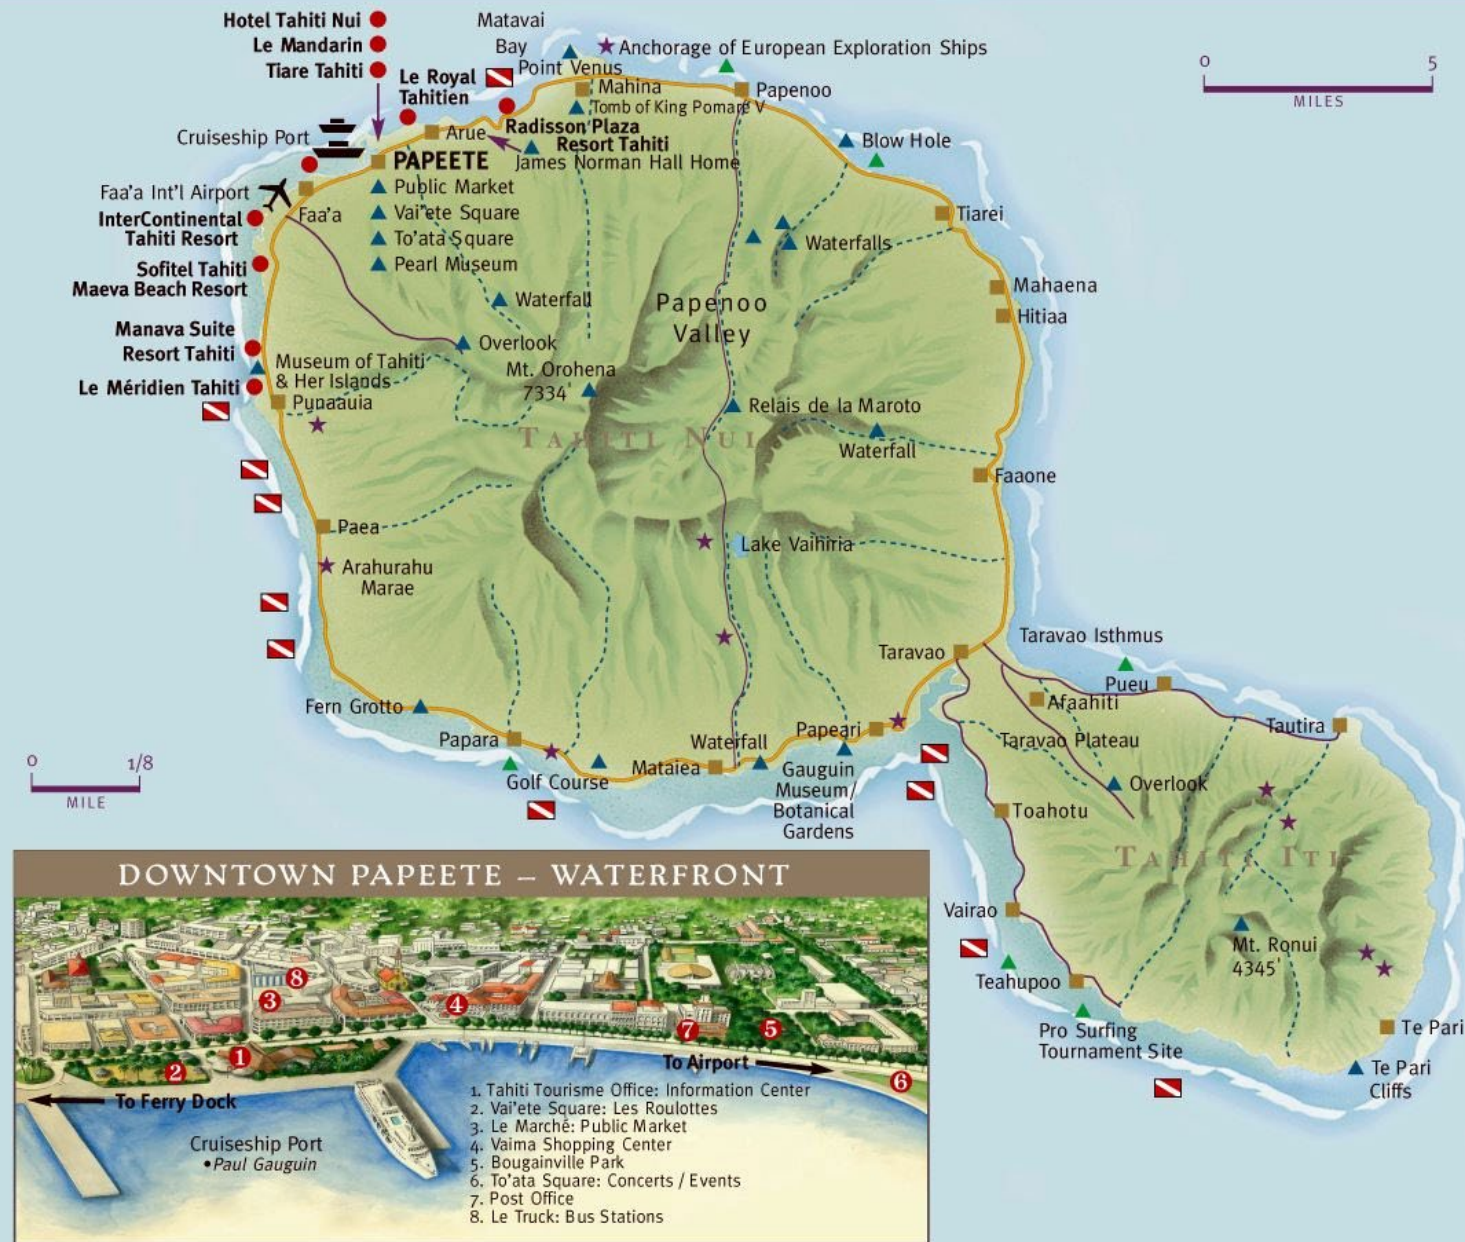 Hotel Tahiti Nui
Le Mandarin
Tiare Tahiti
Matavai
Bay
Point Venus
Anchorage of European Exploration Ships
Le Royal
Tahitien
Mahina
Tomb of King Pomare V
Papenoo
0 5
MILES
Cruiseship Port
Arue
Radisson Plaza
Resort Tahiti
James Norman Hall Home
Blow Hole
PAPEETE
Public Market
Vai'ete Square
To'ata Square
Pearl Museum
Faa'a Int'l Airport
Faa'a
InterContinental
Tahiti Resort
Sofitel Tahiti
Maeva Beach Resort
Tiarei
Waterfalls
Mahaena
Hitiaa
Waterfall
Papenoo
Valley
Overlook
Manava Suite
Resort Tahiti
Museum of Tahiti
& Her Islands
Le Méridien Tahiti
Punaauia
Mt. Orohena
7334'
Relais de la Maroto
TAHITI NUI
Waterfall
Faaone
Paea
Lake Vaihiria
Arahurahu
Marae
Taravao
Taravao Isthmus
Pueu
Afaahiti
Tautira
Fern Grotto
Papara
Golf Course
Waterfall
Mataiea
Papeari
Gauguin
Museum/
Botanical
Gardens
Taravao Plateau
Overlook
Toahotu
TAHITI ITI
0 1/8
MILE
Vairao
Mt. Ronui
4345'
Teahupoo
Pro Surfing
Tournament Site
Te Pari
Te Pari
Cliffs
DOWNTOWN PAPEETE – WATERFRONT
8
3
4
7
5
1
2
6
To Airport
To Ferry Dock
Cruiseship Port
•Paul Gauguin
1. Tahiti Tourisme Office: Information Center
2. Vai'ete Square: Les Roulottes
3. Le Marché: Public Market
4. Vaima Shopping Center
5. Bougainville Park
6. To'ata Square: Concerts / Events
7. Post Office
8. Le Truck: Bus Stations